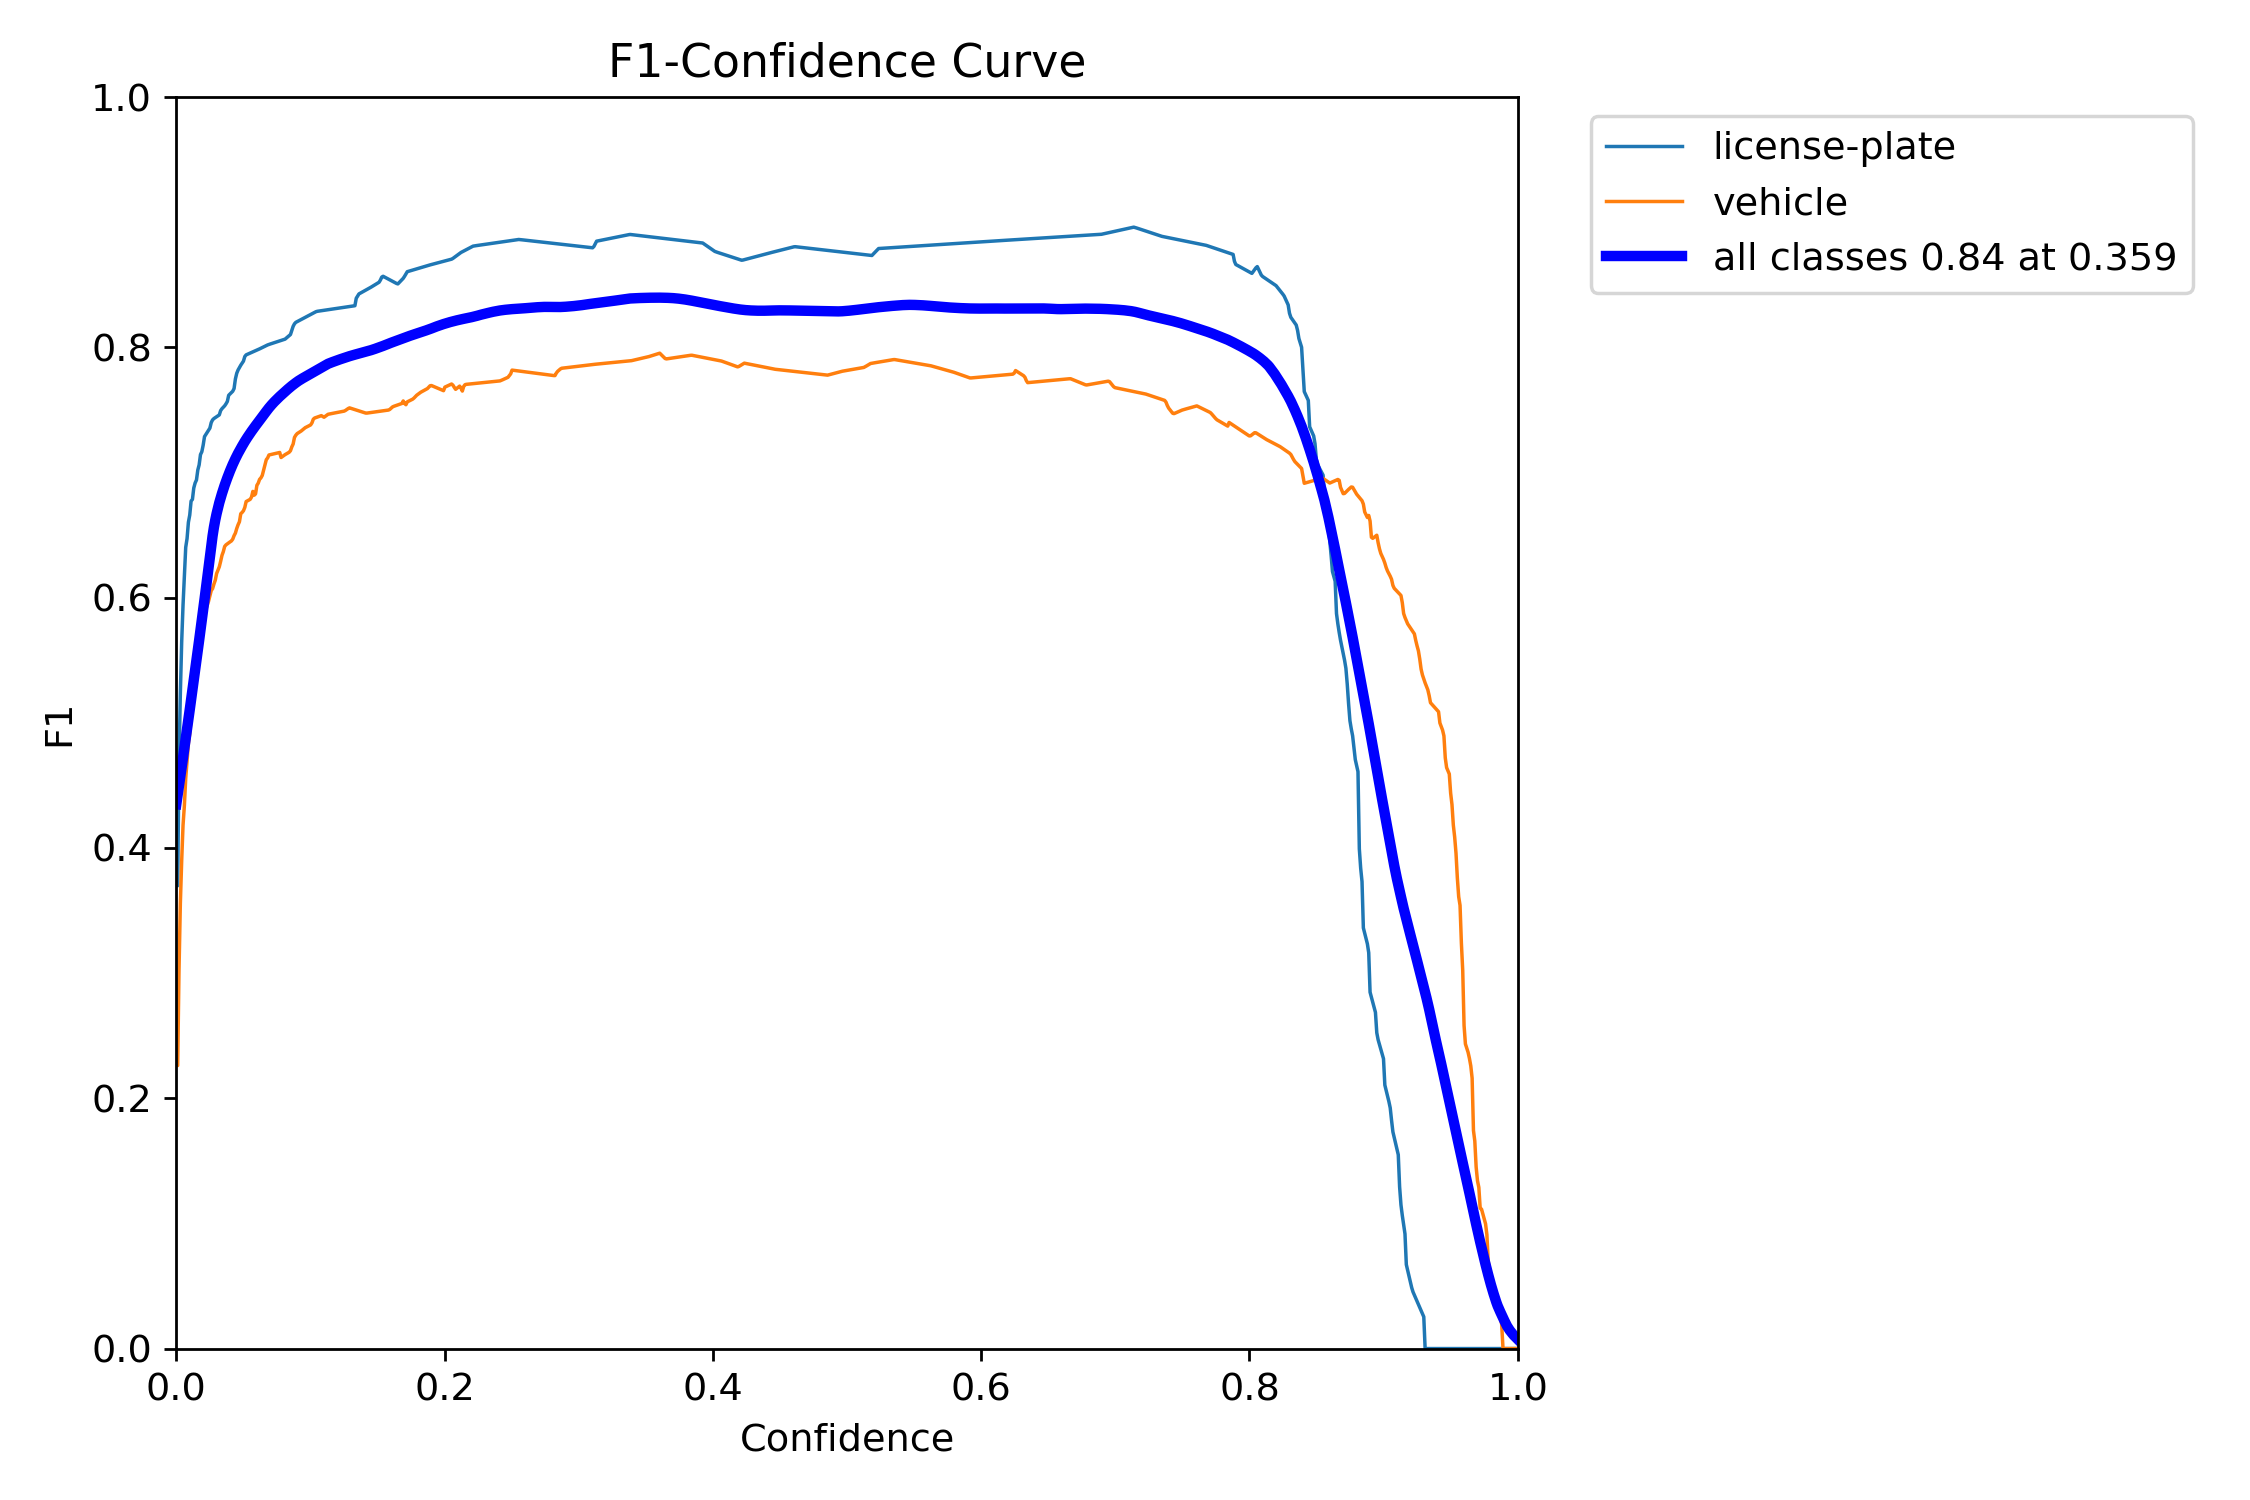 F1-Confidence Curve
1.0
0.8
0.6
0.4
0.2
0.0
F1
0.0 0.2 0.4 0.6 0.8 1.0
Confidence
license-plate
vehicle
all classes 0.84 at 0.359